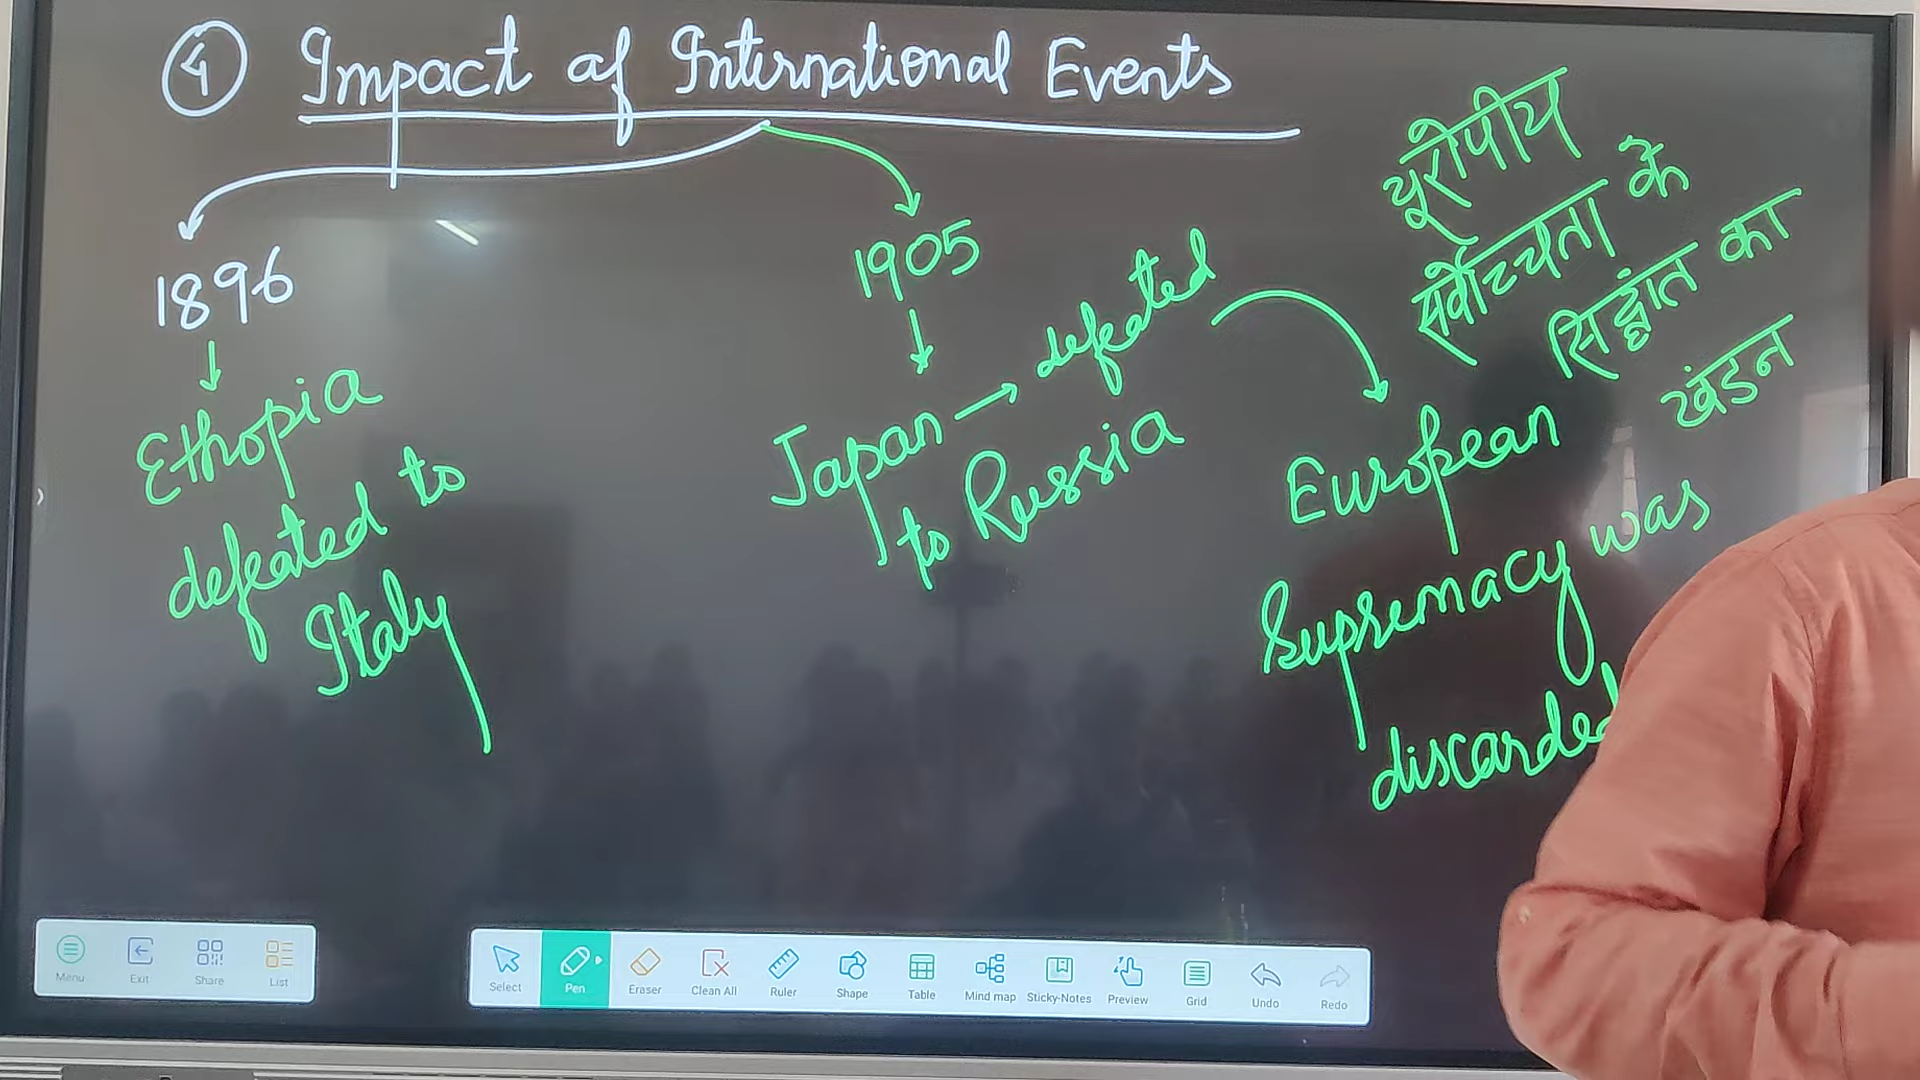 4 Impact of International Events
1896
Ethopia
defeated to
Italy
1905
Japan → defeated
to Russia
European
Supremacy was
discarded
यूरोपीय
सर्वोच्चता के
सिद्धांत का
खंडन
Menu
Exit
Share
List
Select
Pen
Eraser
Clean All
Ruler
Shape
Table
Mind map
Sticky-Notes
Preview
Grid
Undo
Redo